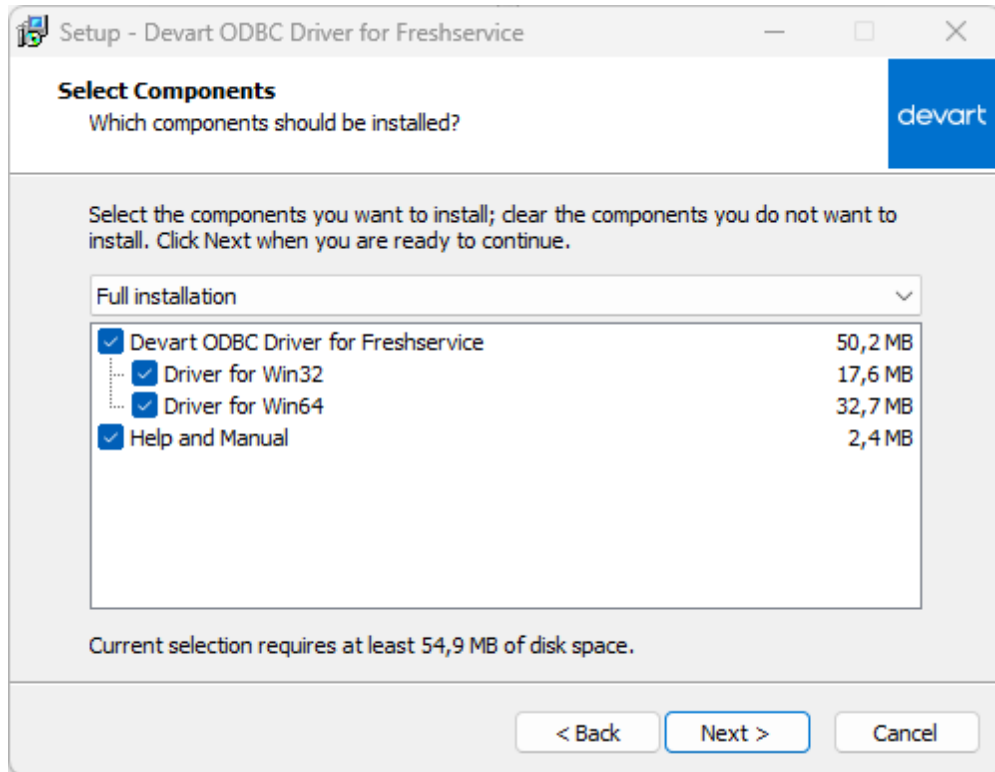 Setup - Devart ODBC Driver for Freshservice
Select Components
Which components should be installed?
devart
Select the components you want to install; clear the components you do not want to
install. Click Next when you are ready to continue.
Full installation
Devart ODBC Driver for Freshservice 50,2 MB
Driver for Win32 17,6 MB
Driver for Win64 32,7 MB
Help and Manual 2,4 MB
Current selection requires at least 54,9 MB of disk space.
< Back Next > Cancel